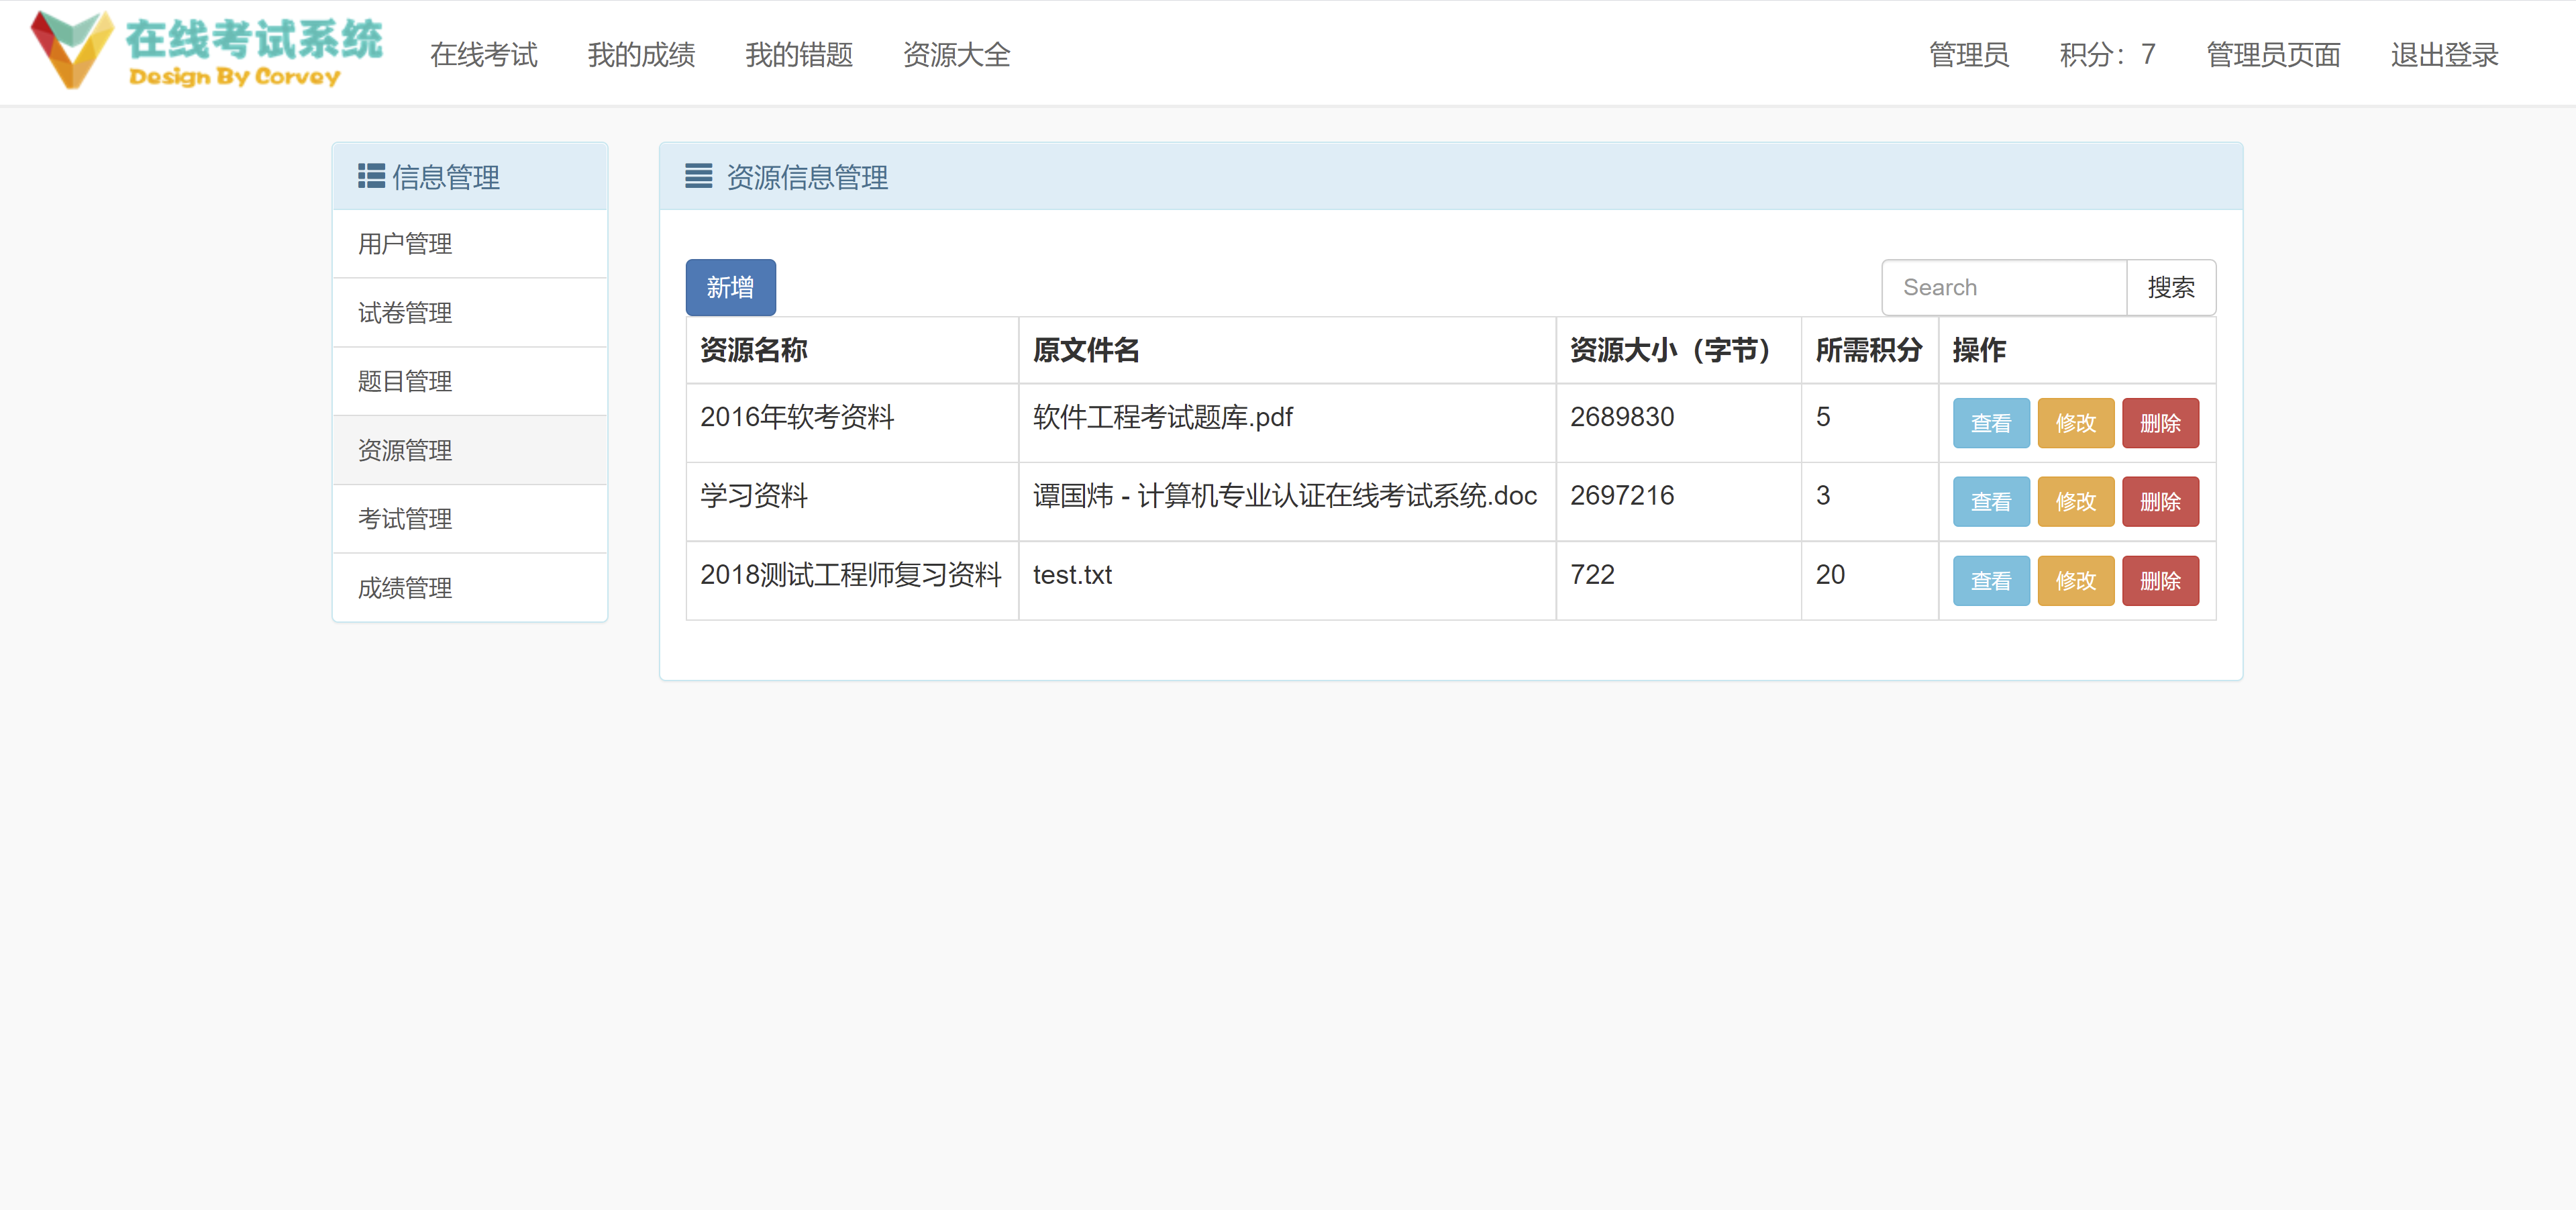 在线考试系统
Design By Corvey
在线考试 我的成绩 我的错题 资源大全 管理员 积分：7 管理员页面 退出登录
信息管理
用户管理
试卷管理
题目管理
资源管理
考试管理
成绩管理
资源信息管理
新增 Search 搜索
资源名称 原文件名 资源大小（字节） 所需积分 操作
2016年软考资料 软件工程考试题库.pdf 2689830 5 查看 修改 删除
学习资料 谭国炜 - 计算机专业认证在线考试系统.doc 2697216 3 查看 修改 删除
2018测试工程师复习资料 test.txt 722 20 查看 修改 删除